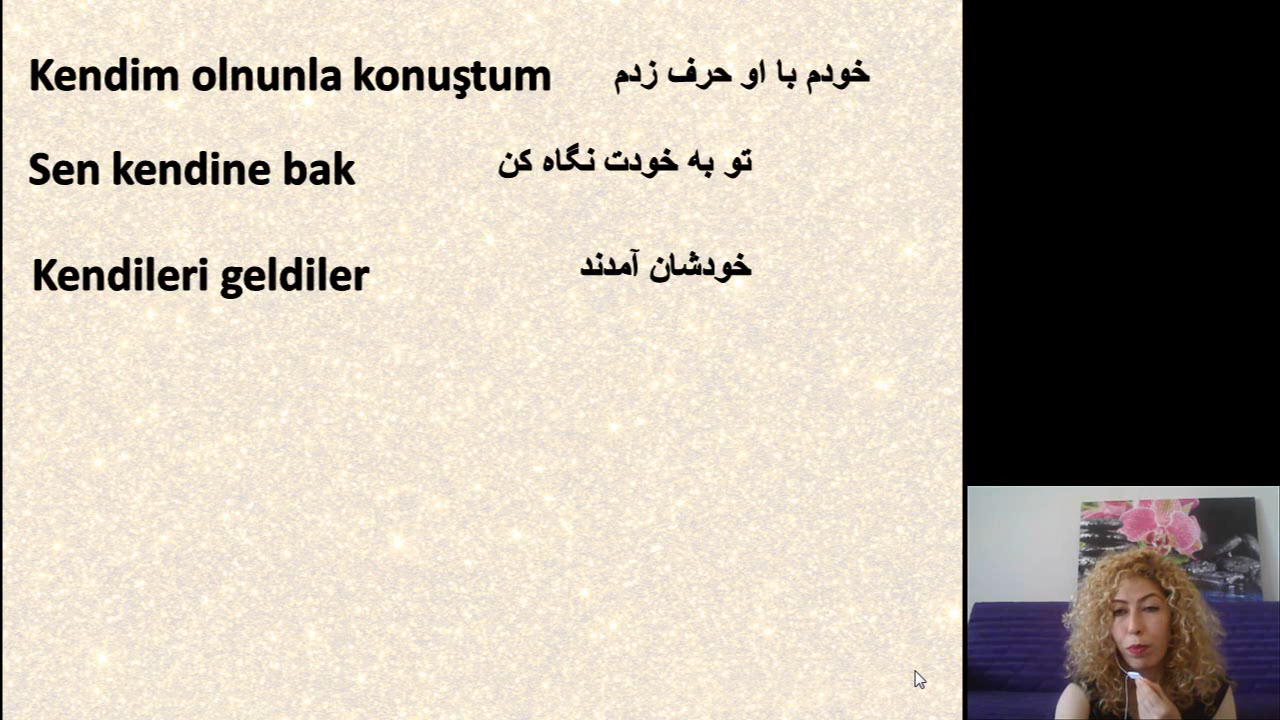 Kendim olnunla konuştum خودم با او حرف زدم
Sen kendine bak تو به خودت نگاه کن
Kendileri geldiler خودشان آمدند